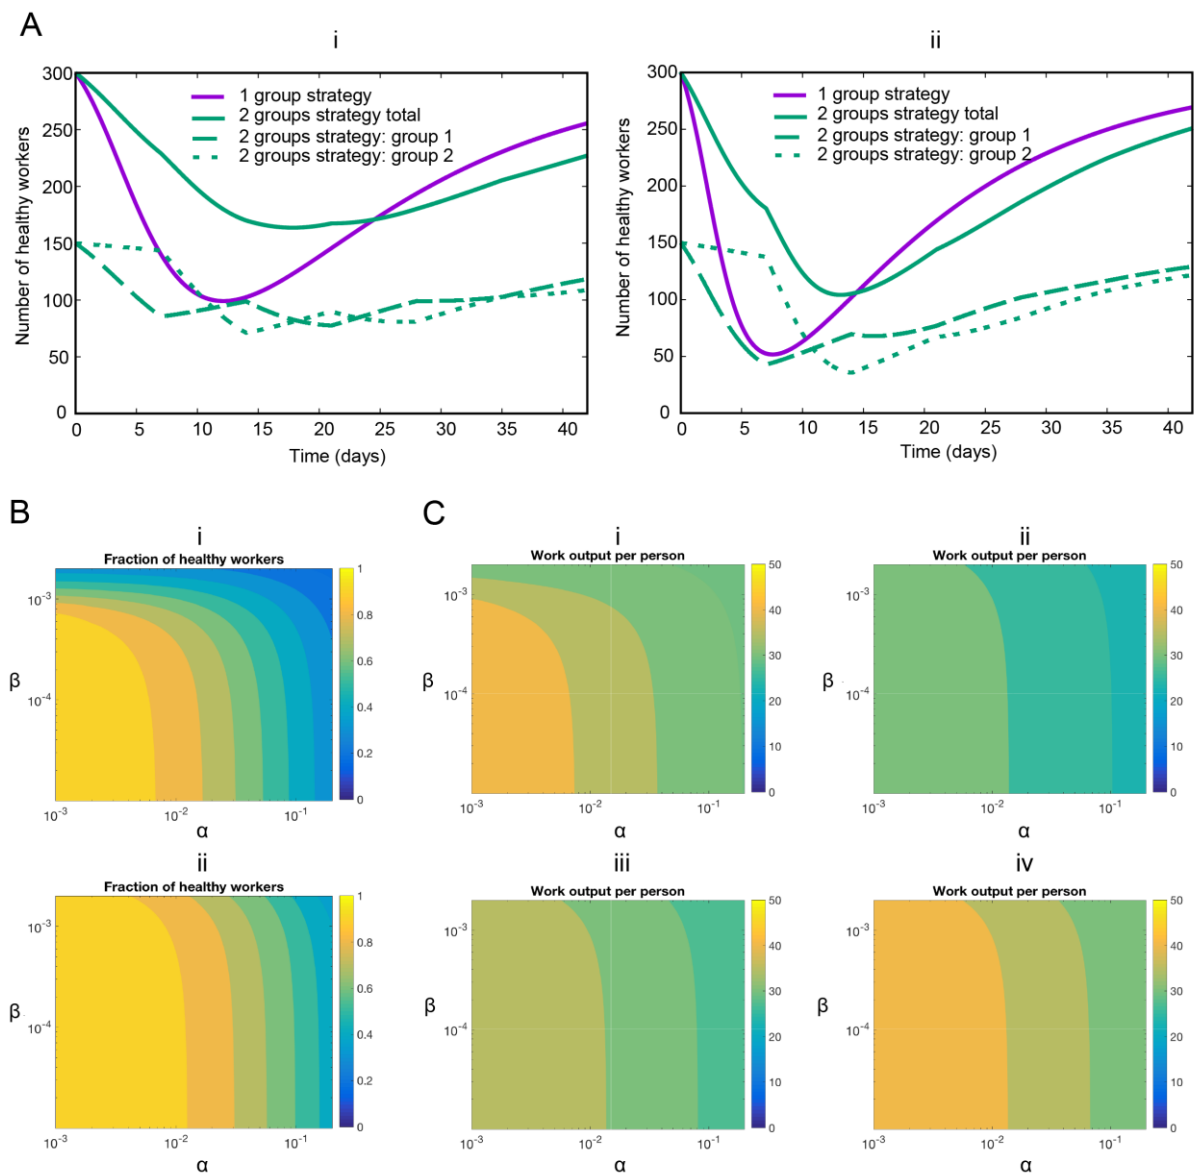 A
i
300
250
200
150
100
50
0
Number of healthy workers
1 group strategy
2 groups strategy total
2 groups strategy: group 1
2 groups strategy: group 2
0 5 10 15 20 25 30 35 40
Time (days)
ii
300
250
200
150
100
50
0
Number of healthy workers
1 group strategy
2 groups strategy total
2 groups strategy: group 1
2 groups strategy: group 2
0 5 10 15 20 25 30 35 40
Time (days)
B
i
Fraction of healthy workers
10⁻³
β
10⁻⁴
10⁻³ 10⁻² 10⁻¹
α
1
0.8
0.6
0.4
0.2
0
ii
Fraction of healthy workers
10⁻³
β
10⁻⁴
10⁻³ 10⁻² 10⁻¹
α
1
0.8
0.6
0.4
0.2
0
C
i
Work output per person
10⁻³
β
10⁻⁴
10⁻³ 10⁻² 10⁻¹
α
50
40
30
20
10
0
ii
Work output per person
10⁻³
β
10⁻⁴
10⁻³ 10⁻² 10⁻¹
α
50
40
30
20
10
0
iii
Work output per person
10⁻³
β
10⁻⁴
10⁻³ 10⁻² 10⁻¹
α
50
40
30
20
10
0
iv
Work output per person
10⁻³
β
10⁻⁴
10⁻³ 10⁻² 10⁻¹
α
50
40
30
20
10
0